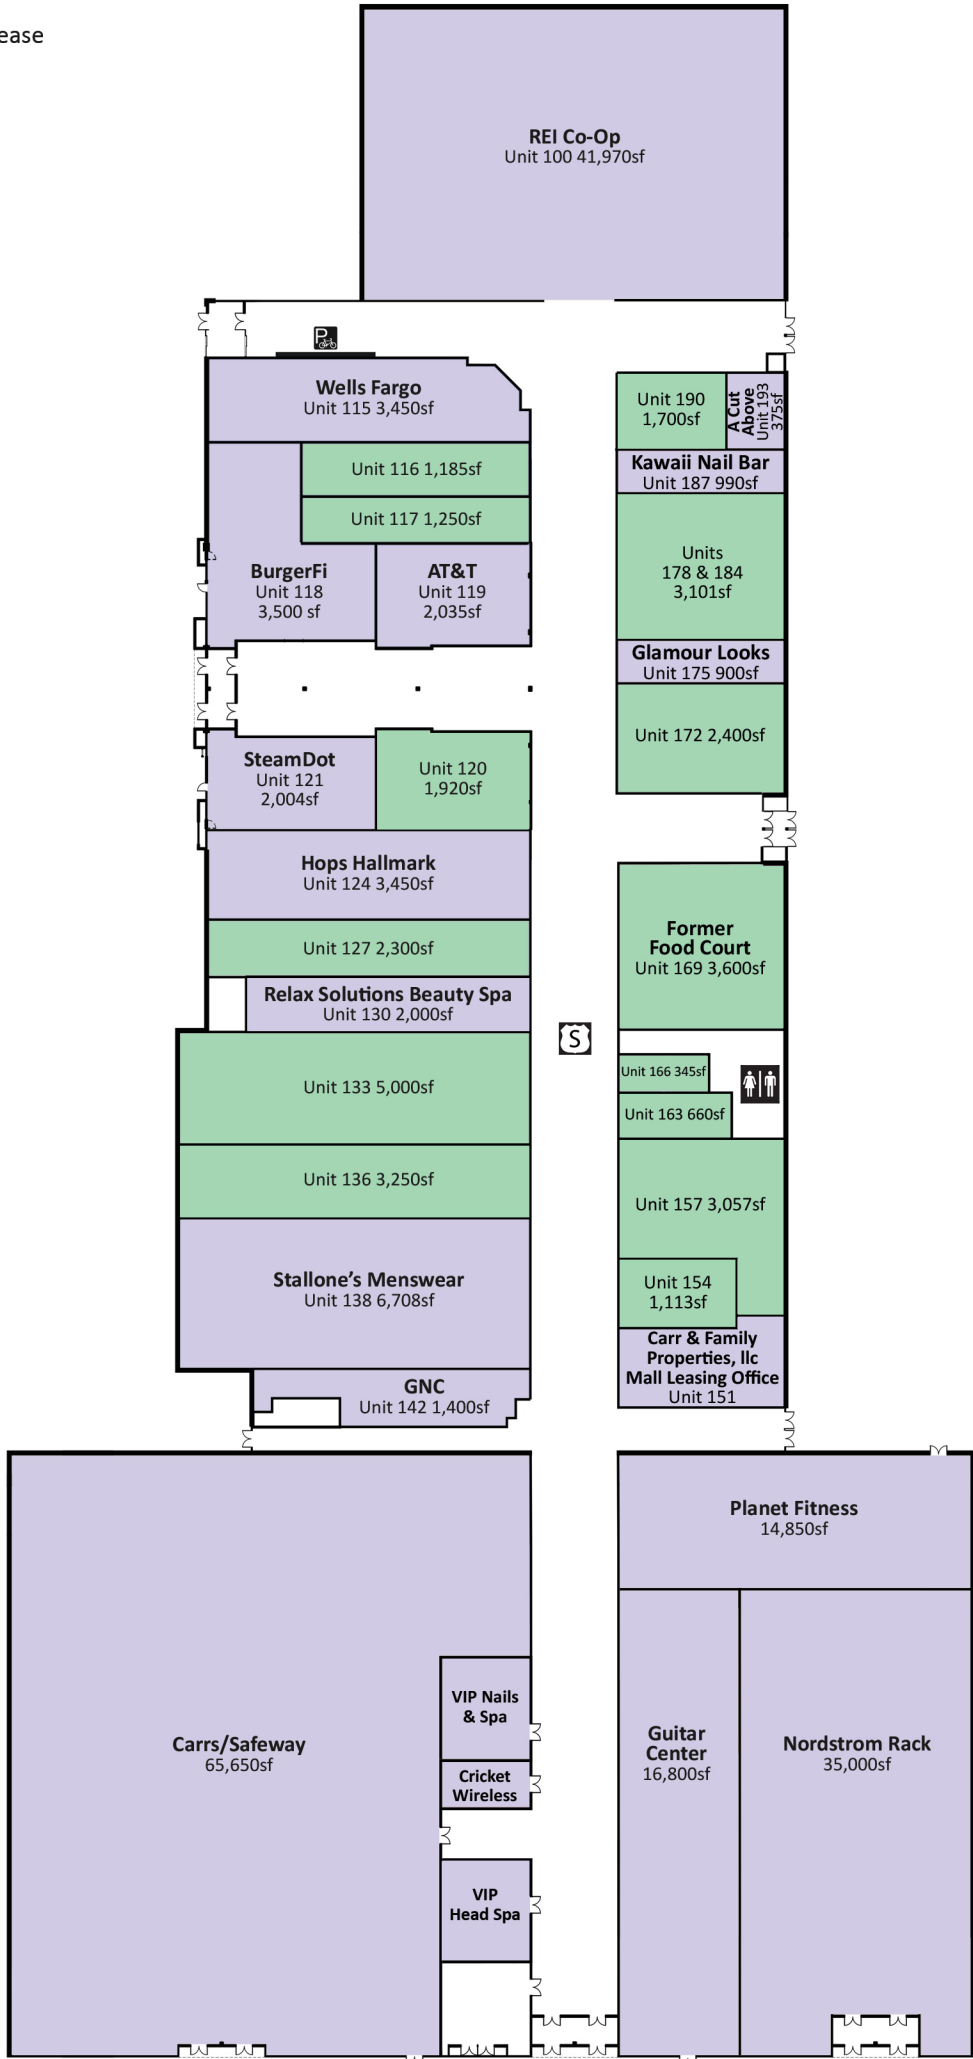 ease
REI Co-Op
Unit 100 41,970sf
P
Wells Fargo
Unit 115 3,450sf
Unit 116 1,185sf
Unit 117 1,250sf
BurgerFi
Unit 118
3,500 sf
AT&T
Unit 119
2,035sf
Unit 190
1,700sf
A Cut
Above
Unit 193
375sf
Kawaii Nail Bar
Unit 187 990sf
Units
178 & 184
3,101sf
Glamour Looks
Unit 175 900sf
Unit 172 2,400sf
SteamDot
Unit 121
2,004sf
Unit 120
1,920sf
Hops Hallmark
Unit 124 3,450sf
Unit 127 2,300sf
Relax Solutions Beauty Spa
Unit 130 2,000sf
Unit 133 5,000sf
Unit 136 3,250sf
Stallone's Menswear
Unit 138 6,708sf
GNC
Unit 142 1,400sf
S
Former
Food Court
Unit 169 3,600sf
Unit 166 345sf
Unit 163 660sf
Unit 157 3,057sf
Unit 154
1,113sf
Carr & Family
Properties, llc
Mall Leasing Office
Unit 151
Carrs/Safeway
65,650sf
VIP Nails
& Spa
Cricket
Wireless
VIP
Head Spa
Planet Fitness
14,850sf
Guitar
Center
16,800sf
Nordstrom Rack
35,000sf